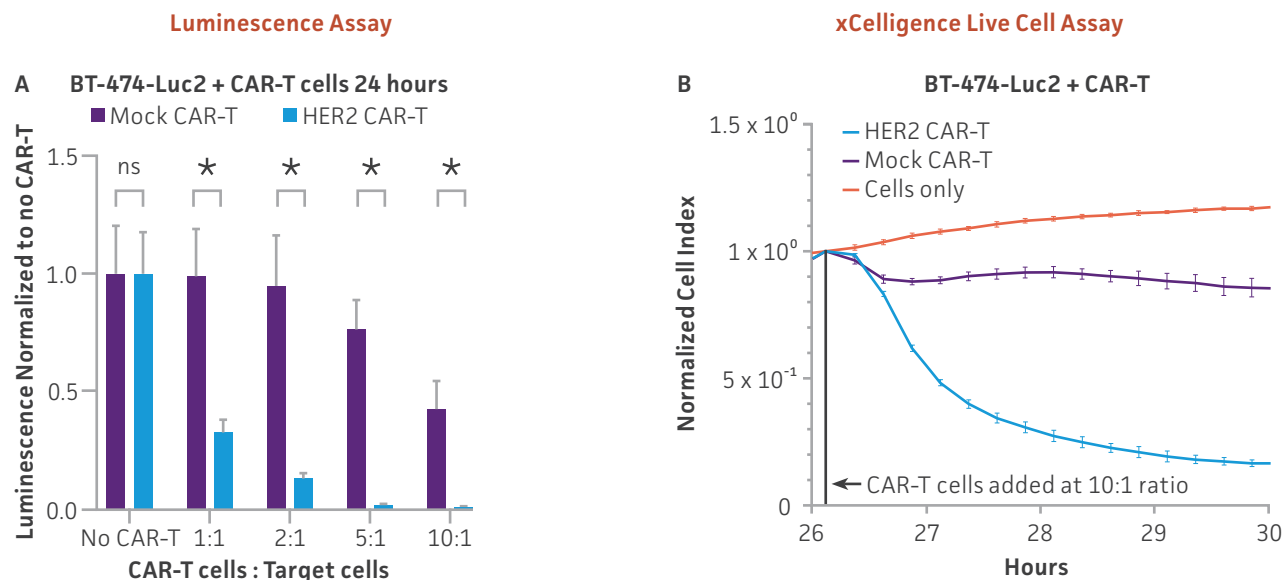 Luminescence Assay
A
BT-474-Luc2 + CAR-T cells 24 hours
Mock CAR-T
HER2 CAR-T
Luminescence Normalized to no CAR-T
1.5
1.0
0.5
0.0
ns
*
*
*
*
No CAR-T
1:1
2:1
5:1
10:1
CAR-T cells : Target cells
xCelligence Live Cell Assay
B
BT-474-Luc2 + CAR-T
HER2 CAR-T
Mock CAR-T
Cells only
Normalized Cell Index
1.5 x 10⁰
1 x 10⁰
5 x 10⁻¹
0
CAR-T cells added at 10:1 ratio
26
27
28
29
30
Hours